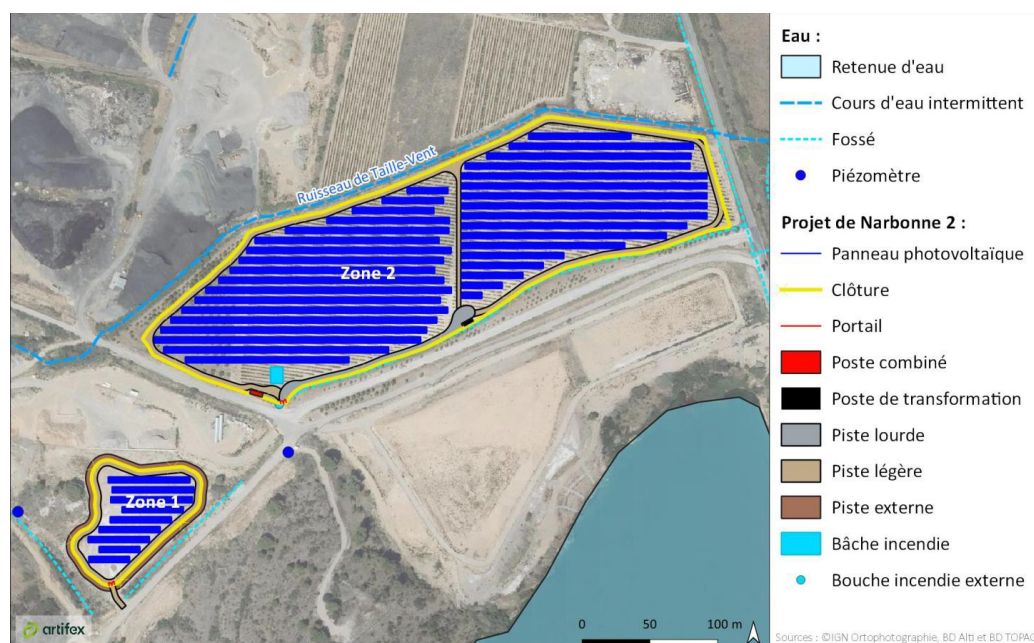 Ruisseau de Taille-Vent
Zone 2
Zone 1
artifex
0 50 100 m
Eau :
Retenue d'eau
Cours d'eau intermittent
Fossé
Piézomètre
Projet de Narbonne 2 :
Panneau photovoltaïque
Clôture
Portail
Poste combiné
Poste de transformation
Piste lourde
Piste légère
Piste externe
Bâche incendie
Bouche incendie externe
Sources : ©IGN Ortophotographie, BD Alti et BD TOPAG